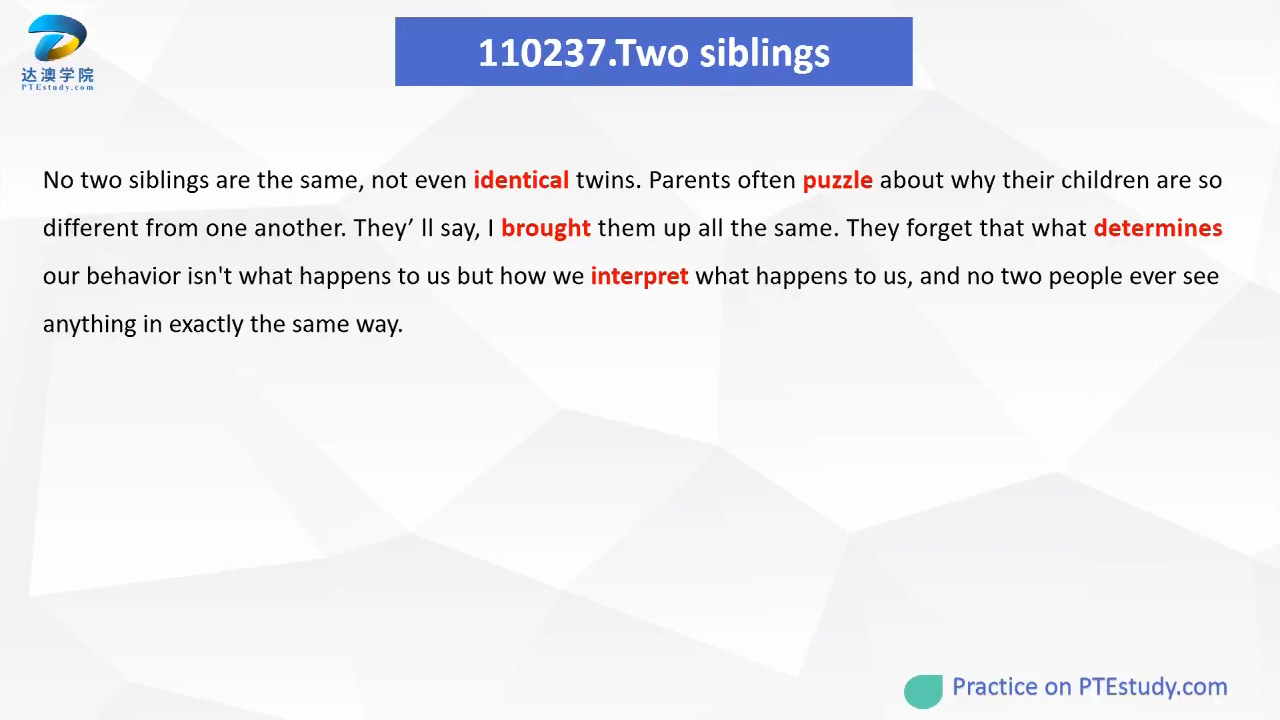 达澳学院
PTEstudy.com
110237.Two siblings
No two siblings are the same, not even identical twins. Parents often puzzle about why their children are so
different from one another. They’ ll say, I brought them up all the same. They forget that what determines
our behavior isn't what happens to us but how we interpret what happens to us, and no two people ever see
anything in exactly the same way.
Practice on PTEstudy.com